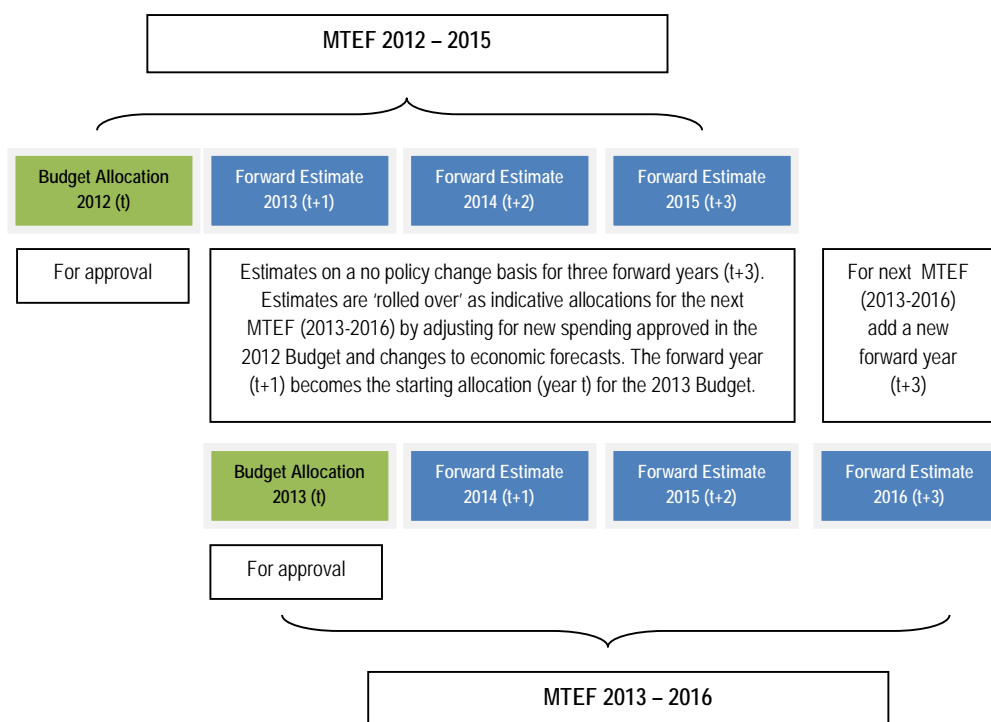 MTEF 2012 – 2015
Budget Allocation
2012 (t)
Forward Estimate
2013 (t+1)
Forward Estimate
2014 (t+2)
Forward Estimate
2015 (t+3)
For approval
Estimates on a no policy change basis for three forward years (t+3).
Estimates are ‘rolled over’ as indicative allocations for the next
MTEF (2013-2016) by adjusting for new spending approved in the
2012 Budget and changes to economic forecasts. The forward year
(t+1) becomes the starting allocation (year t) for the 2013 Budget.
For next MTEF
(2013-2016)
add a new
forward year
(t+3)
Budget Allocation
2013 (t)
Forward Estimate
2014 (t+1)
Forward Estimate
2015 (t+2)
Forward Estimate
2016 (t+3)
For approval
MTEF 2013 – 2016